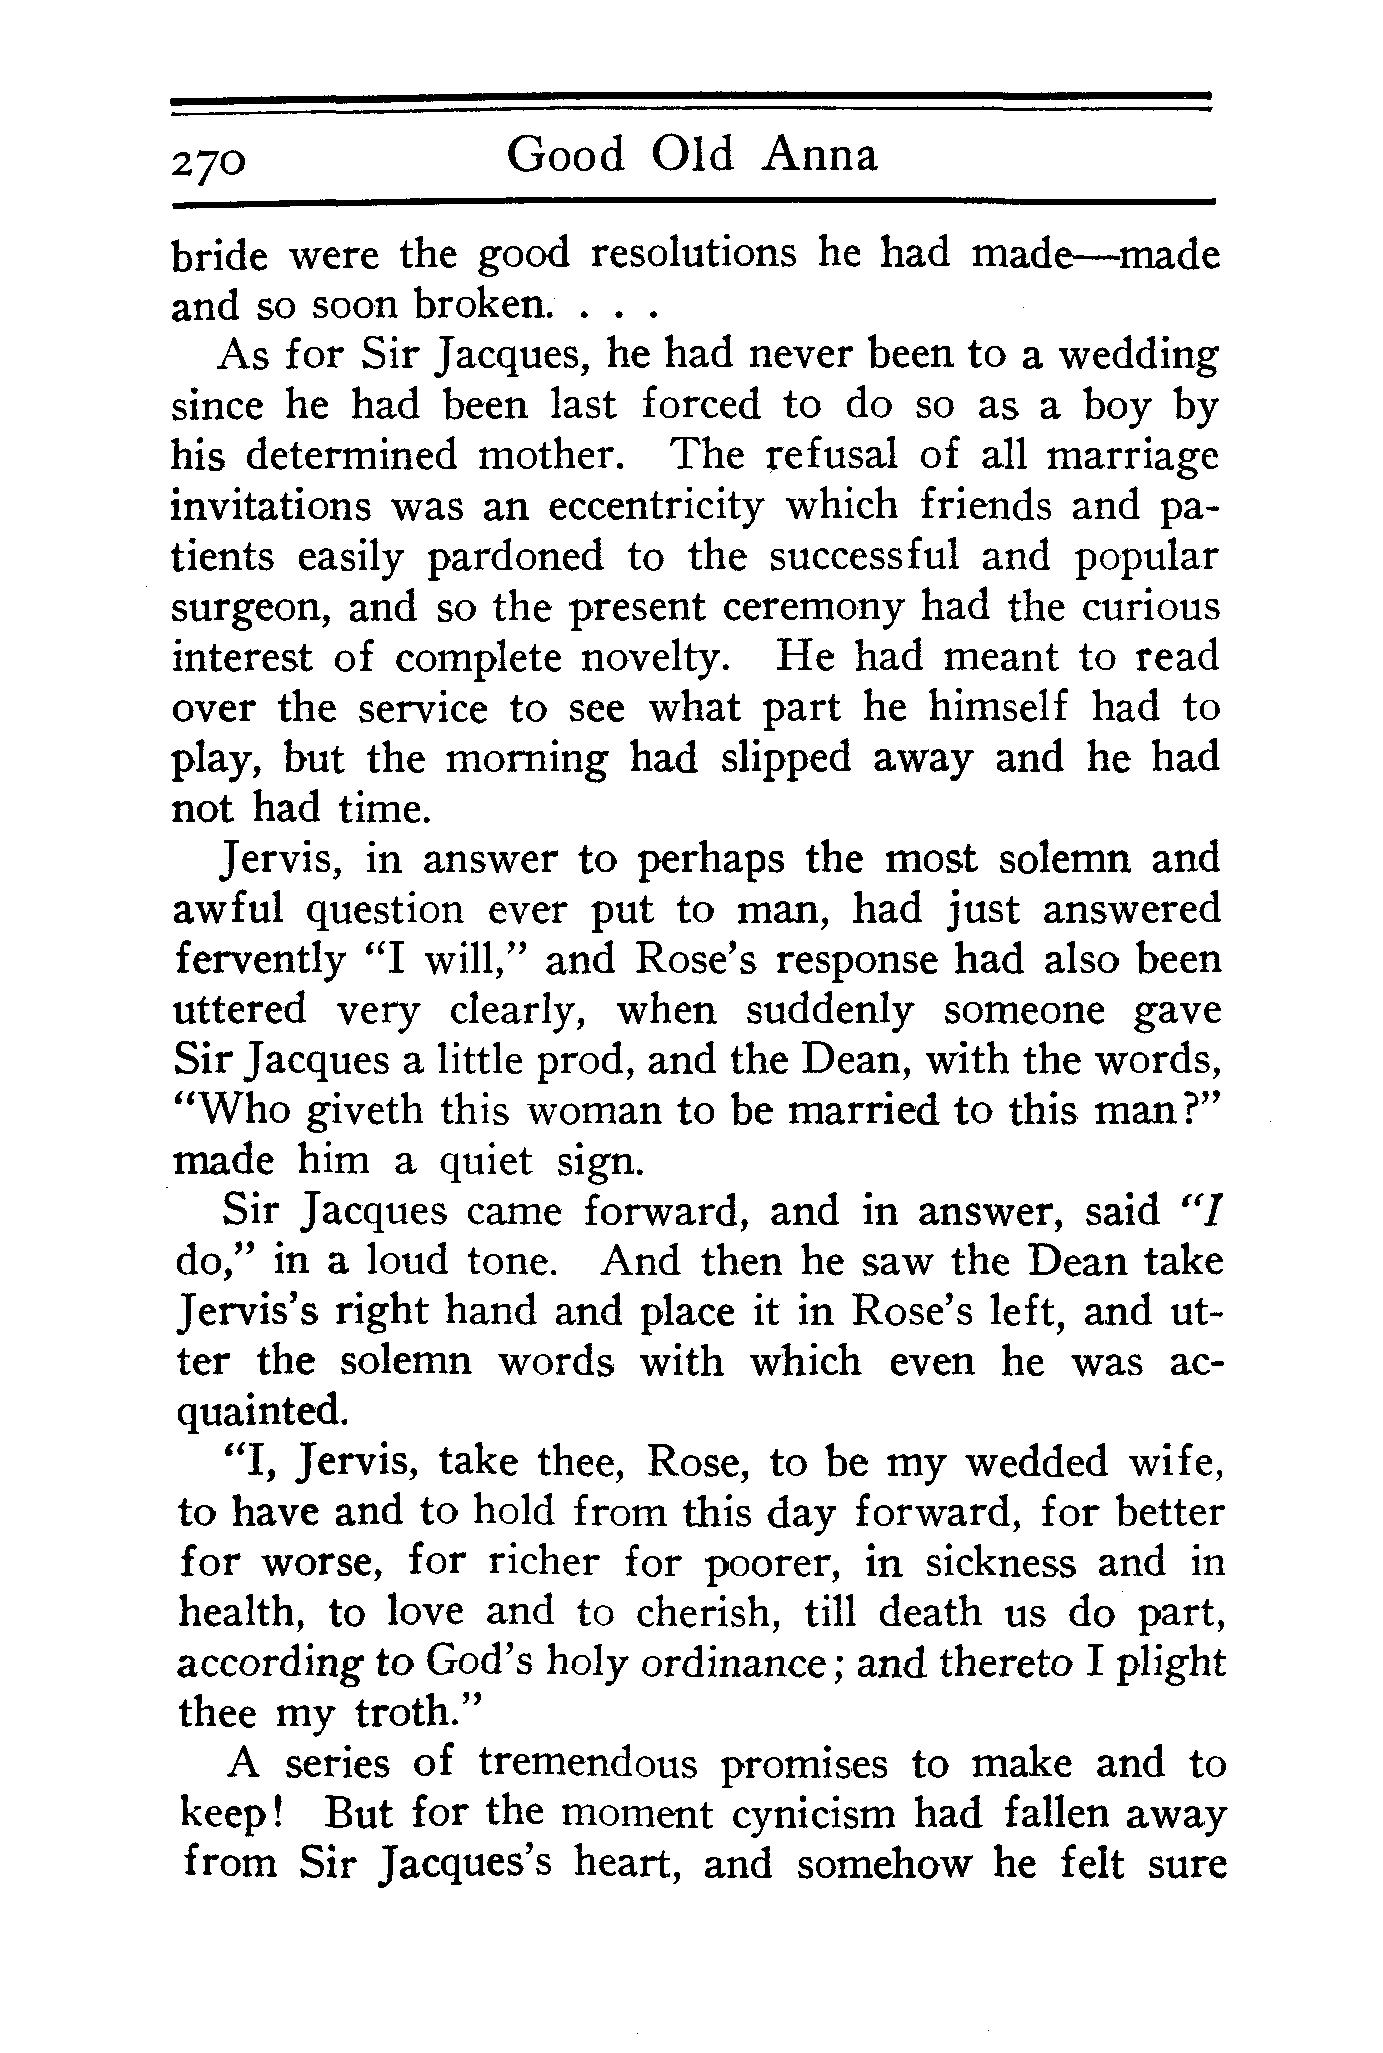 270 Good Old Anna
bride were the good resolutions he had made—made
and so soon broken. . . .
As for Sir Jacques, he had never been to a wedding
since he had been last forced to do so as a boy by
his determined mother. The refusal of all marriage
invitations was an eccentricity which friends and pa-
tients easily pardoned to the successful and popular
surgeon, and so the present ceremony had the curious
interest of complete novelty. He had meant to read
over the service to see what part he himself had to
play, but the morning had slipped away and he had
not had time.
Jervis, in answer to perhaps the most solemn and
awful question ever put to man, had just answered
fervently “I will,” and Rose’s response had also been
uttered very clearly, when suddenly someone gave
Sir Jacques a little prod, and the Dean, with the words,
“Who giveth this woman to be married to this man?”
made him a quiet sign.
Sir Jacques came forward, and in answer, said “I
do,” in a loud tone. And then he saw the Dean take
Jervis’s right hand and place it in Rose’s left, and ut-
ter the solemn words with which even he was ac-
quainted.
“I, Jervis, take thee, Rose, to be my wedded wife,
to have and to hold from this day forward, for better
for worse, for richer for poorer, in sickness and in
health, to love and to cherish, till death us do part,
according to God’s holy ordinance; and thereto I plight
thee my troth.”
A series of tremendous promises to make and to
keep! But for the moment cynicism had fallen away
from Sir Jacques’s heart, and somehow he felt sure